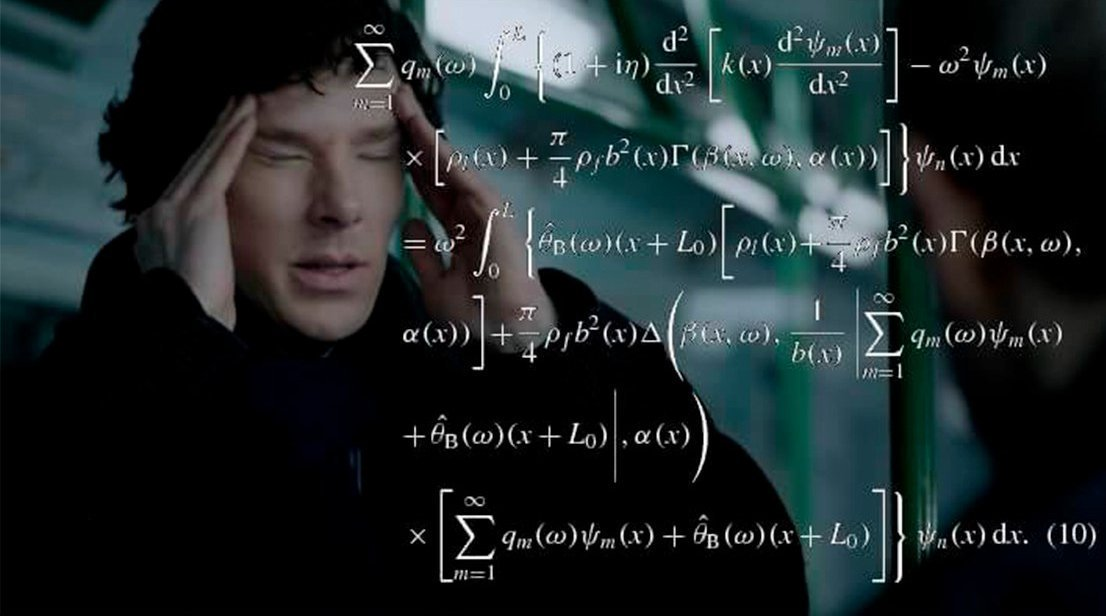 ∑_{m=1}^{∞} q_m(ω) ∫_0^L { (1 + iη) d²/dx² [ k(x) d²ψ_m(x)/dx² ] − ω²ψ_m(x)
× [ ρ_l(x) + π/4 ρ_f b²(x)Γ(β(x, ω), α(x)) ] } ψ_n(x) dx
= ω² ∫_0^L { θ̂_B(ω)(x + L_0) [ ρ_l(x) + π/4 ρ_f b²(x)Γ(β(x, ω),
α(x)) ] + π/4 ρ_f b²(x)Δ ( β(x, ω), 1/b(x) | ∑_{m=1}^{∞} q_m(ω)ψ_m(x)
+ θ̂_B(ω)(x + L_0) | , α(x) )
× [ ∑_{m=1}^{∞} q_m(ω)ψ_m(x) + θ̂_B(ω)(x + L_0) ] } ψ_n(x) dx. (10)